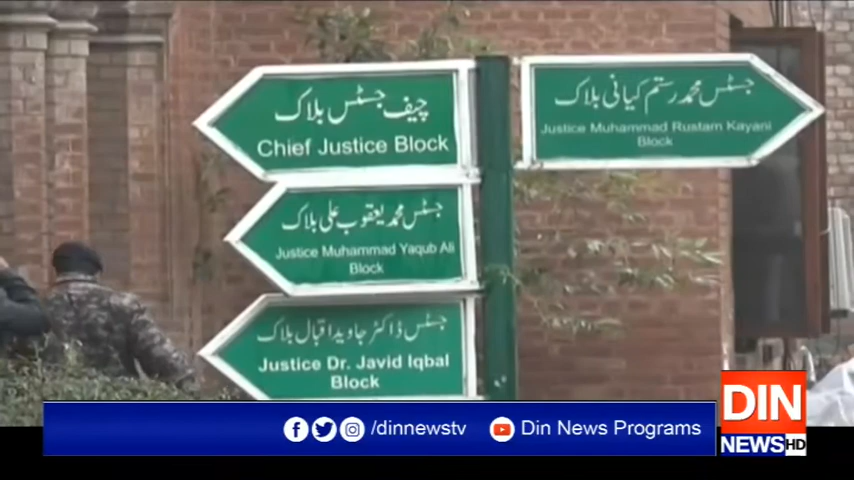 چیف جسٹس بلاک
Chief Justice Block
جسٹس محمد رستم کیانی بلاک
Justice Muhammad Rustam Kayani
Block
جسٹس محمد یعقوب علی بلاک
Justice Muhammad Yaqub Ali
Block
جسٹس ڈاکٹر جاوید اقبال بلاک
Justice Dr. Javid Iqbal
Block
/dinnewstv
Din News Programs
DIN
NEWS HD